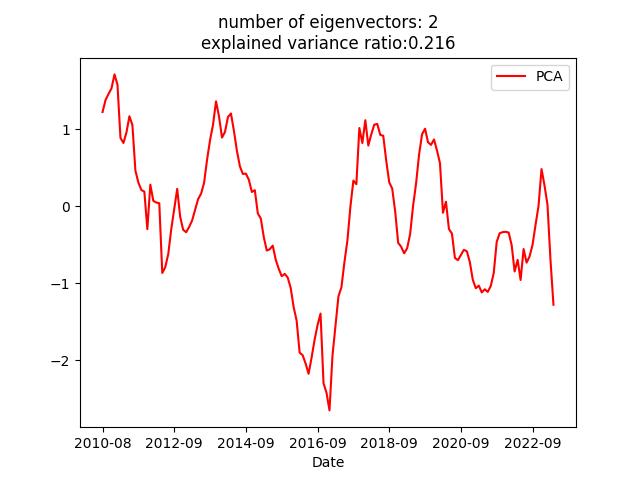 number of eigenvectors: 2
explained variance ratio:0.216
PCA
1
0
−1
−2
2010-08 2012-09 2014-09 2016-09 2018-09 2020-09 2022-09
Date